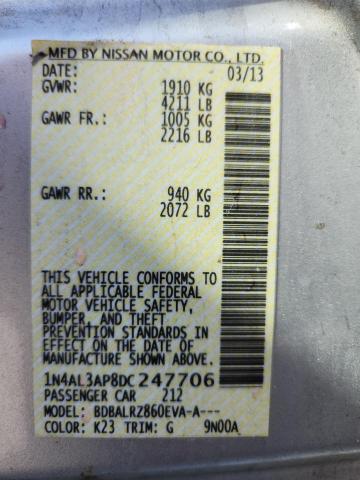 MFD BY NISSAN MOTOR CO., LTD.
DATE: 03/13
GVWR: 1910 KG
4211 LB
GAWR FR.: 1005 KG
2216 LB
GAWR RR.: 940 KG
2072 LB
THIS VEHICLE CONFORMS TO
ALL APPLICABLE FEDERAL
MOTOR VEHICLE SAFETY,
BUMPER, AND THEFT
PREVENTION STANDARDS IN
EFFECT ON THE DATE OF
MANUFACTURE SHOWN ABOVE.
1N4AL3AP8DC247706
PASSENGER CAR 212
MODEL: BDBALRZ860EVA-A---
COLOR: K23 TRIM: G 9N00A